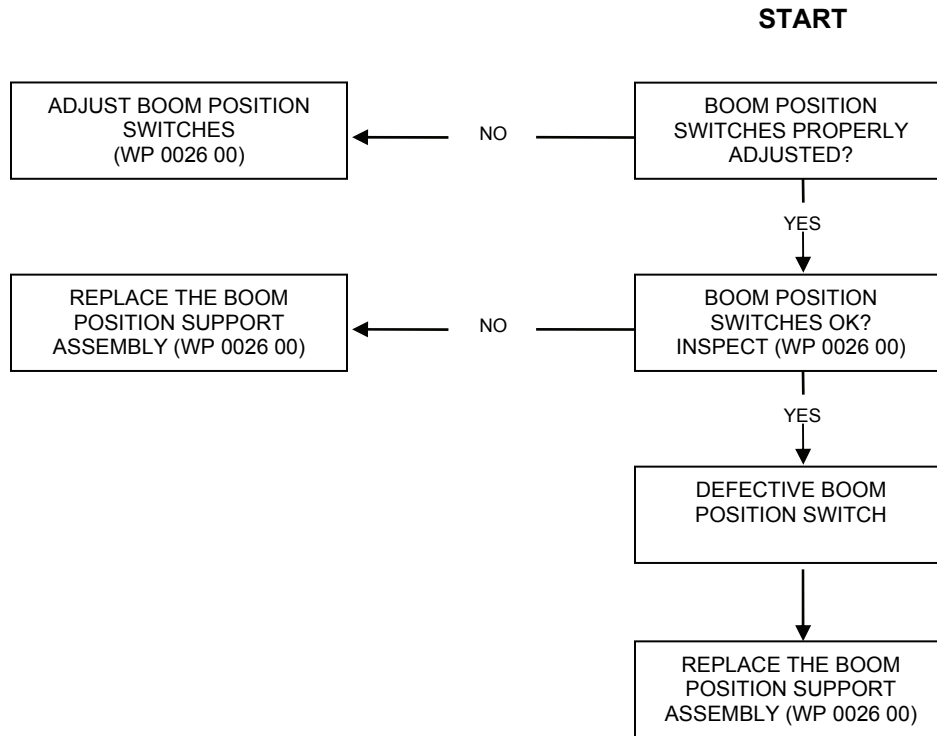 START
ADJUST BOOM POSITION
SWITCHES
(WP 0026 00)
NO
BOOM POSITION
SWITCHES PROPERLY
ADJUSTED?
YES
REPLACE THE BOOM
POSITION SUPPORT
ASSEMBLY (WP 0026 00)
NO
BOOM POSITION
SWITCHES OK?
INSPECT (WP 0026 00)
YES
DEFECTIVE BOOM
POSITION SWITCH
REPLACE THE BOOM
POSITION SUPPORT
ASSEMBLY (WP 0026 00)